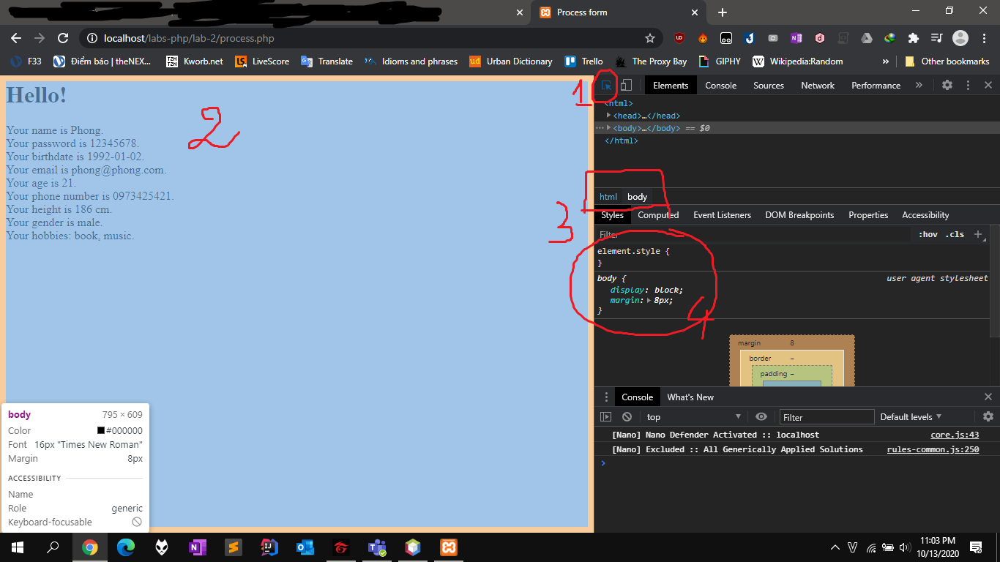 Process form
localhost/labs-php/lab-2/process.php
F33
Điểm báo | theNEX...
TZN TZN
Kworb.net
LS
LiveScore
Translate
Idioms and phrases
ud
Urban Dictionary
Trello
The Proxy Bay
GIPHY
W
Wikipedia:Random
»
Other bookmarks
Hello!
Your name is Phong.
Your password is 12345678.
Your birthdate is 1992-01-02.
Your email is phong@phong.com.
Your age is 21.
Your phone number is 0973425421.
Your height is 186 cm.
Your gender is male.
Your hobbies: book, music.
1
2
3
4
body 795 × 609
Color #000000
Font 16px "Times New Roman"
Margin 8px
ACCESSIBILITY
Name
Role generic
Keyboard-focusable
Elements Console Sources Network Performance »
<html>
<head>…</head>
<body>…</body> == $0
</html>
html body
Styles Computed Event Listeners DOM Breakpoints Properties Accessibility
Filter :hov .cls +
element.style {
}
body { user agent stylesheet
display: block;
margin: 8px;
}
margin 8
border –
padding –
Console What's New
top Filter Default levels
[Nano] Nano Defender Activated :: localhost core.js:43
[Nano] Excluded :: All Generically Applied Solutions rules-common.js:250
11:03 PM
10/13/2020